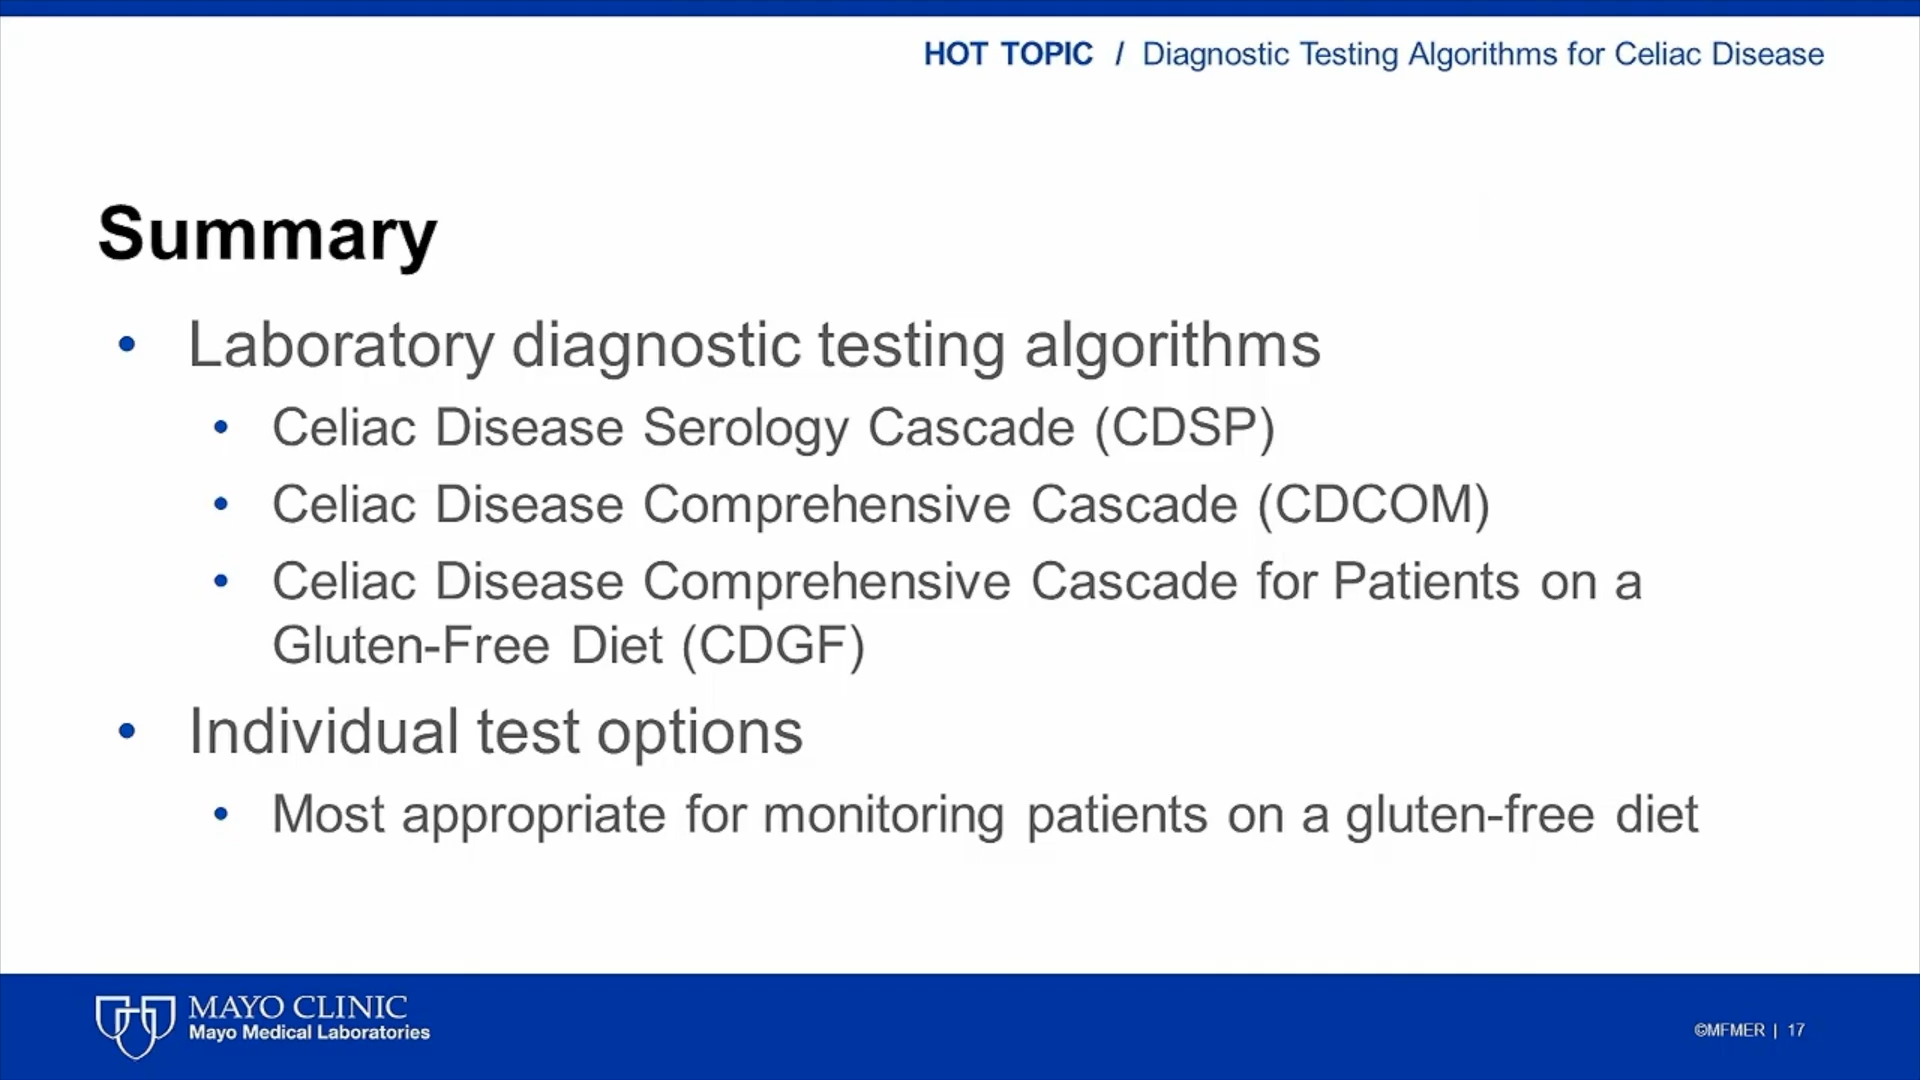 HOT TOPIC / Diagnostic Testing Algorithms for Celiac Disease
Summary
• Laboratory diagnostic testing algorithms
• Celiac Disease Serology Cascade (CDSP)
• Celiac Disease Comprehensive Cascade (CDCOM)
• Celiac Disease Comprehensive Cascade for Patients on a
Gluten-Free Diet (CDGF)
• Individual test options
• Most appropriate for monitoring patients on a gluten-free diet
MAYO CLINIC
Mayo Medical Laboratories
©MFMER | 17